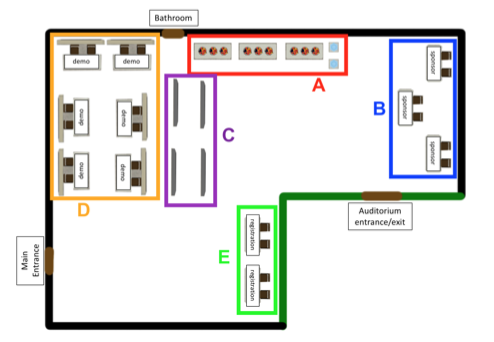 Bathroom
demo
demo
A
sponsor
B
sponsor
demo
demo
C
sponsor
demo
demo
D
Auditorium
entrance/exit
registration
E
Main
Entrance
registration